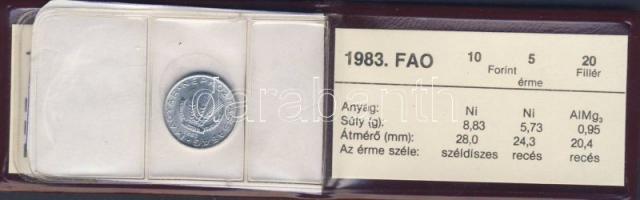 1983. FAO 10 5 20
Forint Fillér
érme
Anyag: Ni Ni AlMg₃
Súly (g): 8,83 5,73 0,95
Átmérő (mm): 28,0 24,3 20,4
Az érme széle: széldíszes recés recés
darabanth